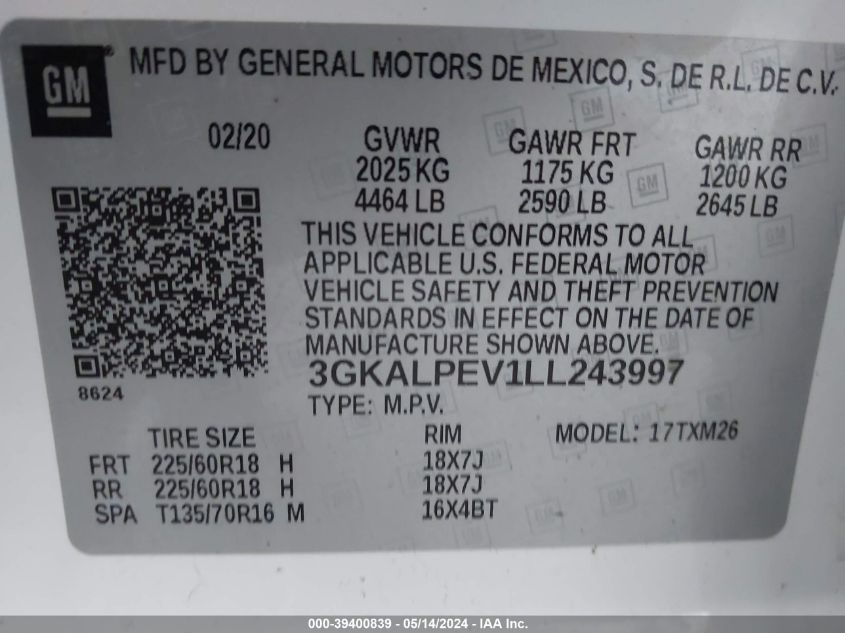 GM® MFD BY GENERAL MOTORS DE MEXICO, S. DE R.L. DE C.V.
02/20 GVWR GAWR FRT GAWR RR
2025 KG 1175 KG 1200 KG
4464 LB 2590 LB 2645 LB
THIS VEHICLE CONFORMS TO ALL
APPLICABLE U.S. FEDERAL MOTOR
VEHICLE SAFETY AND THEFT PREVENTION
STANDARDS IN EFFECT ON THE DATE OF
MANUFACTURE SHOWN ABOVE.
8624 3GKALPEV1LL243997
TYPE: M.P.V.
TIRE SIZE RIM MODEL: 17TXM26
FRT 225/60R18 H 18X7J
RR 225/60R18 H 18X7J
SPA T135/70R16 M 16X4BT
000-39400839 - 05/14/2024 - IAA Inc.